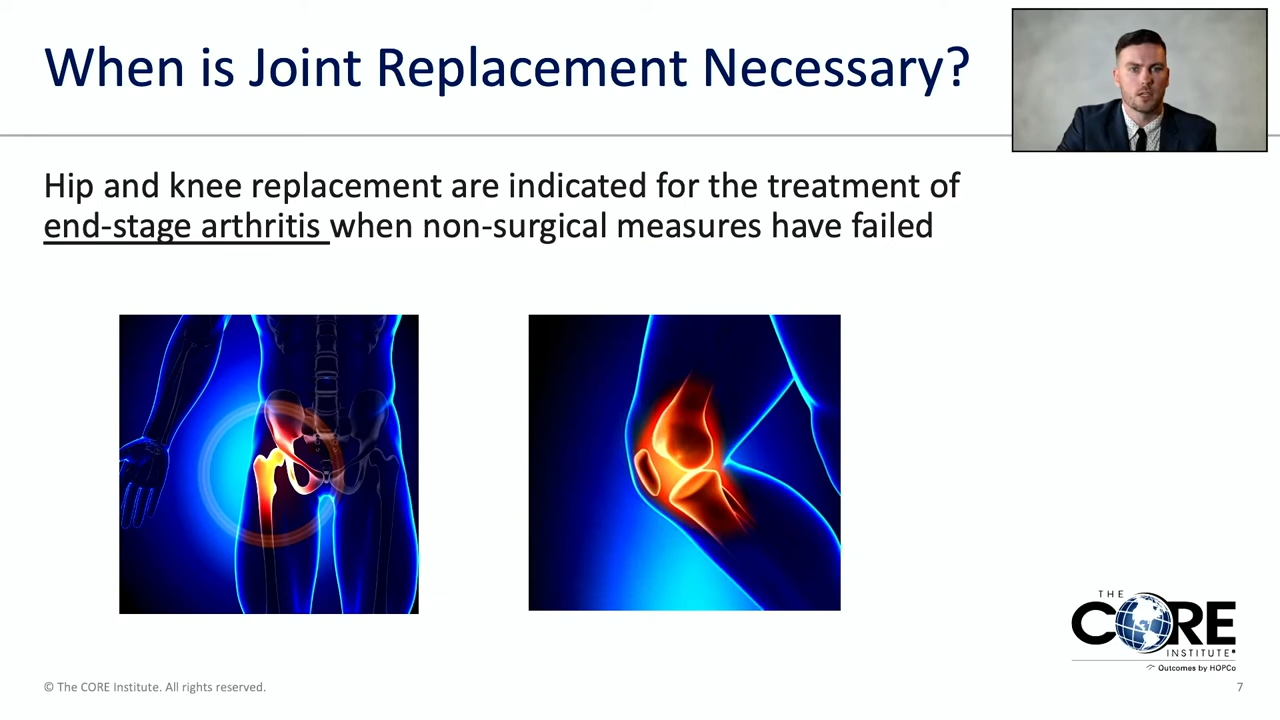 When is Joint Replacement Necessary?
Hip and knee replacement are indicated for the treatment of
end-stage arthritis when non-surgical measures have failed
THE
CORE
INSTITUTE
Outcomes by HOPCo
© The CORE Institute. All rights reserved.
7